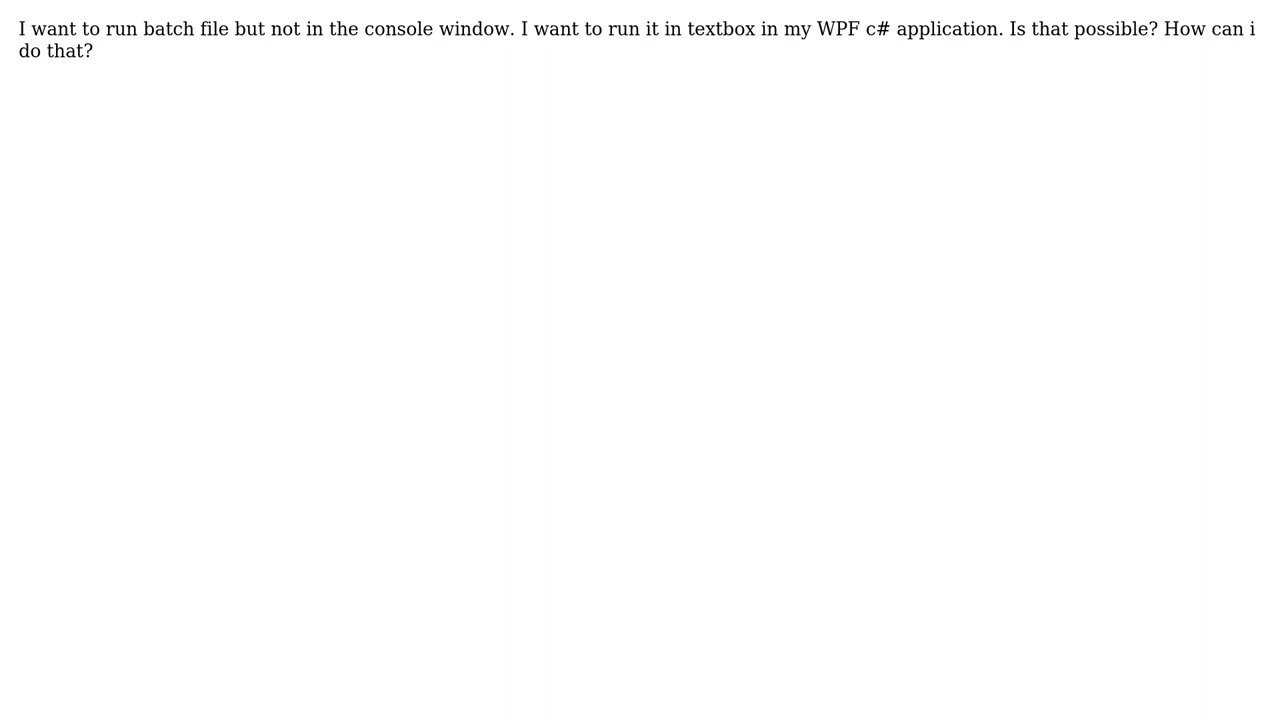 I want to run batch file but not in the console window. I want to run it in textbox in my WPF c# application. Is that possible? How can i
do that?